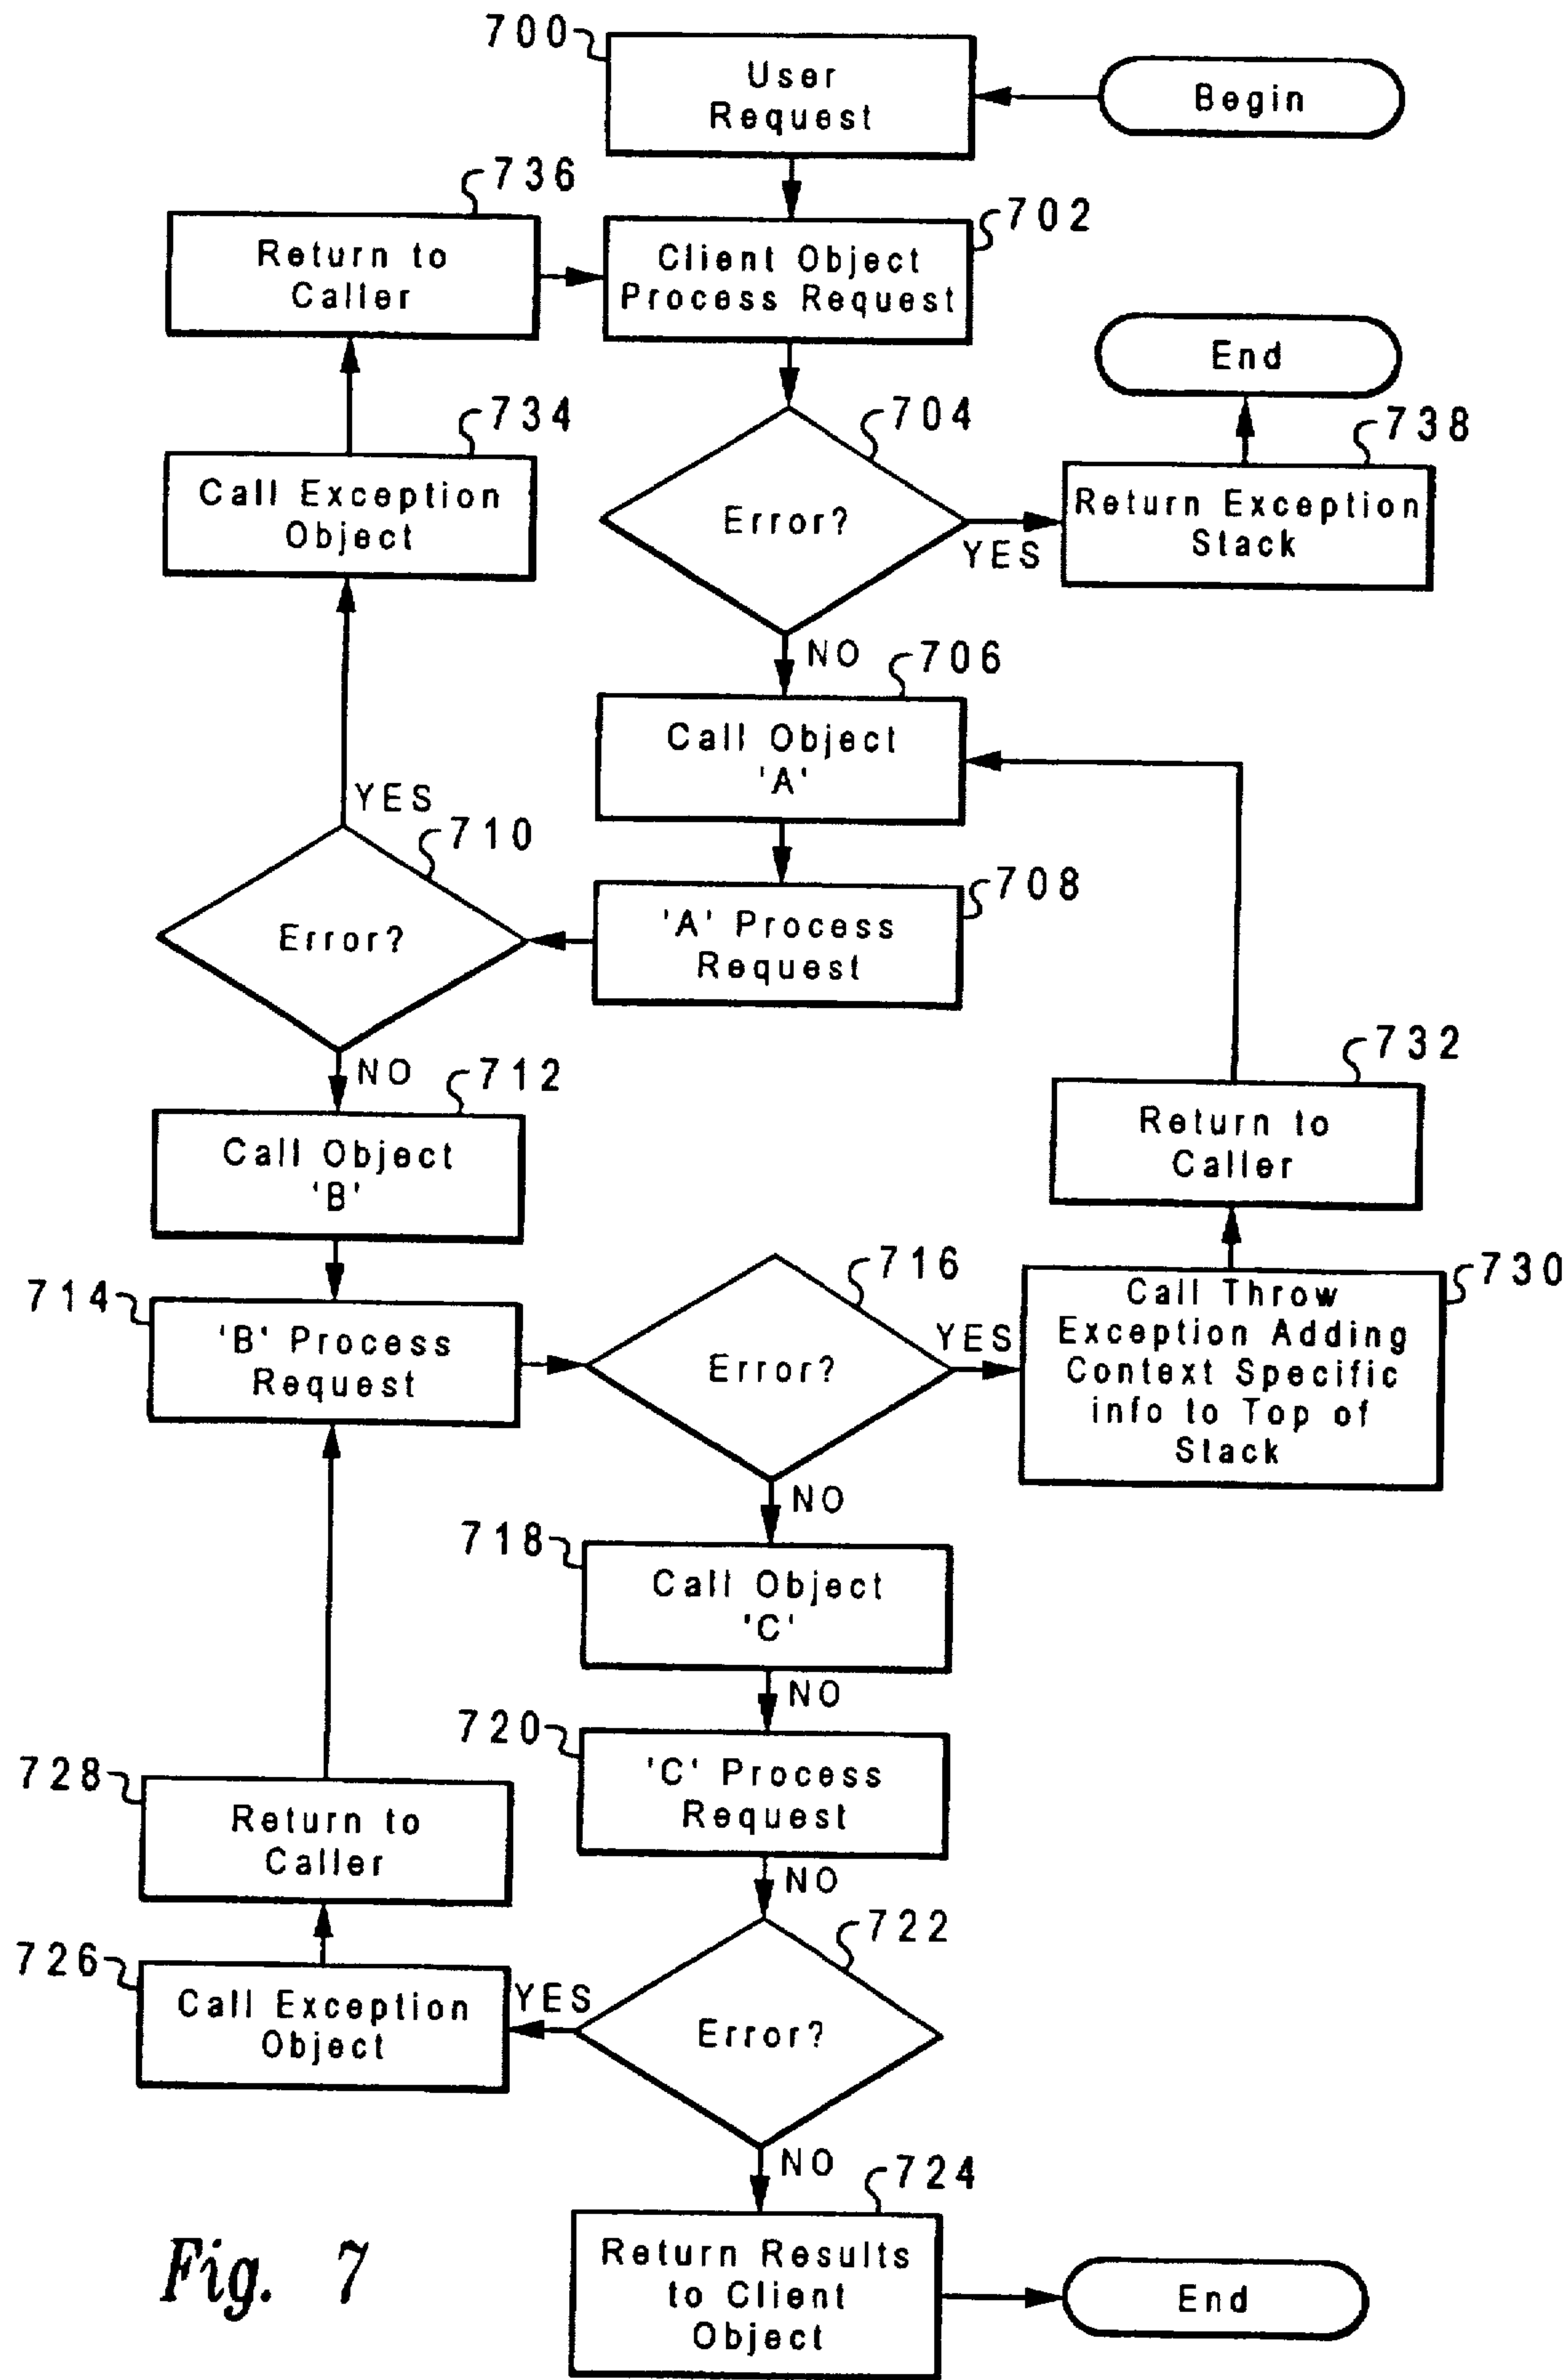 700
User
Request
Begin
736
Return to
Caller
702
Client Object
Process Request
End
734
Call Exception
Object
704
Error?
YES
738
Return Exception
Stack
NO
706
Call Object
'A'
YES
710
Error?
708
'A' Process
Request
NO
712
Call Object
'B'
732
Return to
Caller
714
'B' Process
Request
716
Error?
YES
730
Call Throw
Exception Adding
Context Specific
info to Top of
Stack
NO
718
Call Object
'C'
NO
720
'C' Process
Request
728
Return to
Caller
NO
722
726
Call Exception
Object
YES
Error?
NO
724
Return Results
to Client
Object
End
Fig. 7